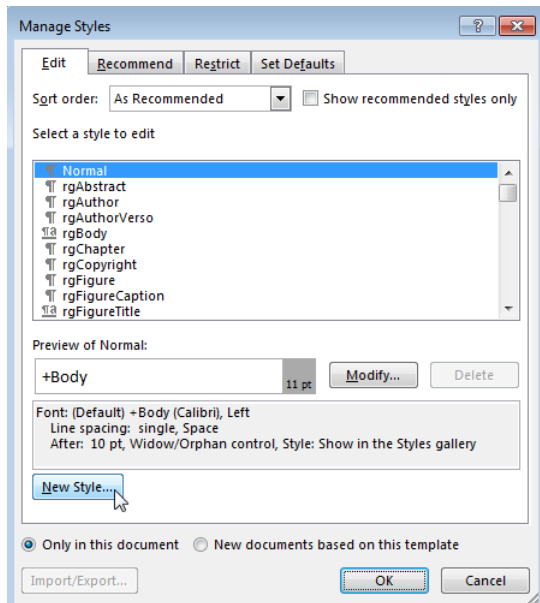 Manage Styles
?
Edit Recommend Restrict Set Defaults
Sort order: As Recommended Show recommended styles only
Select a style to edit
¶ Normal
¶ rgAbstract
¶ rgAuthor
¶ rgAuthorVerso
¶a rgBody
¶ rgChapter
¶ rgCopyright
¶ rgFigure
¶ rgFigureCaption
¶a rgFigureTitle
Preview of Normal:
+Body 11 pt Modify... Delete
Font: (Default) +Body (Calibri), Left
Line spacing: single, Space
After: 10 pt, Widow/Orphan control, Style: Show in the Styles gallery
New Style...
Only in this document New documents based on this template
Import/Export... OK Cancel